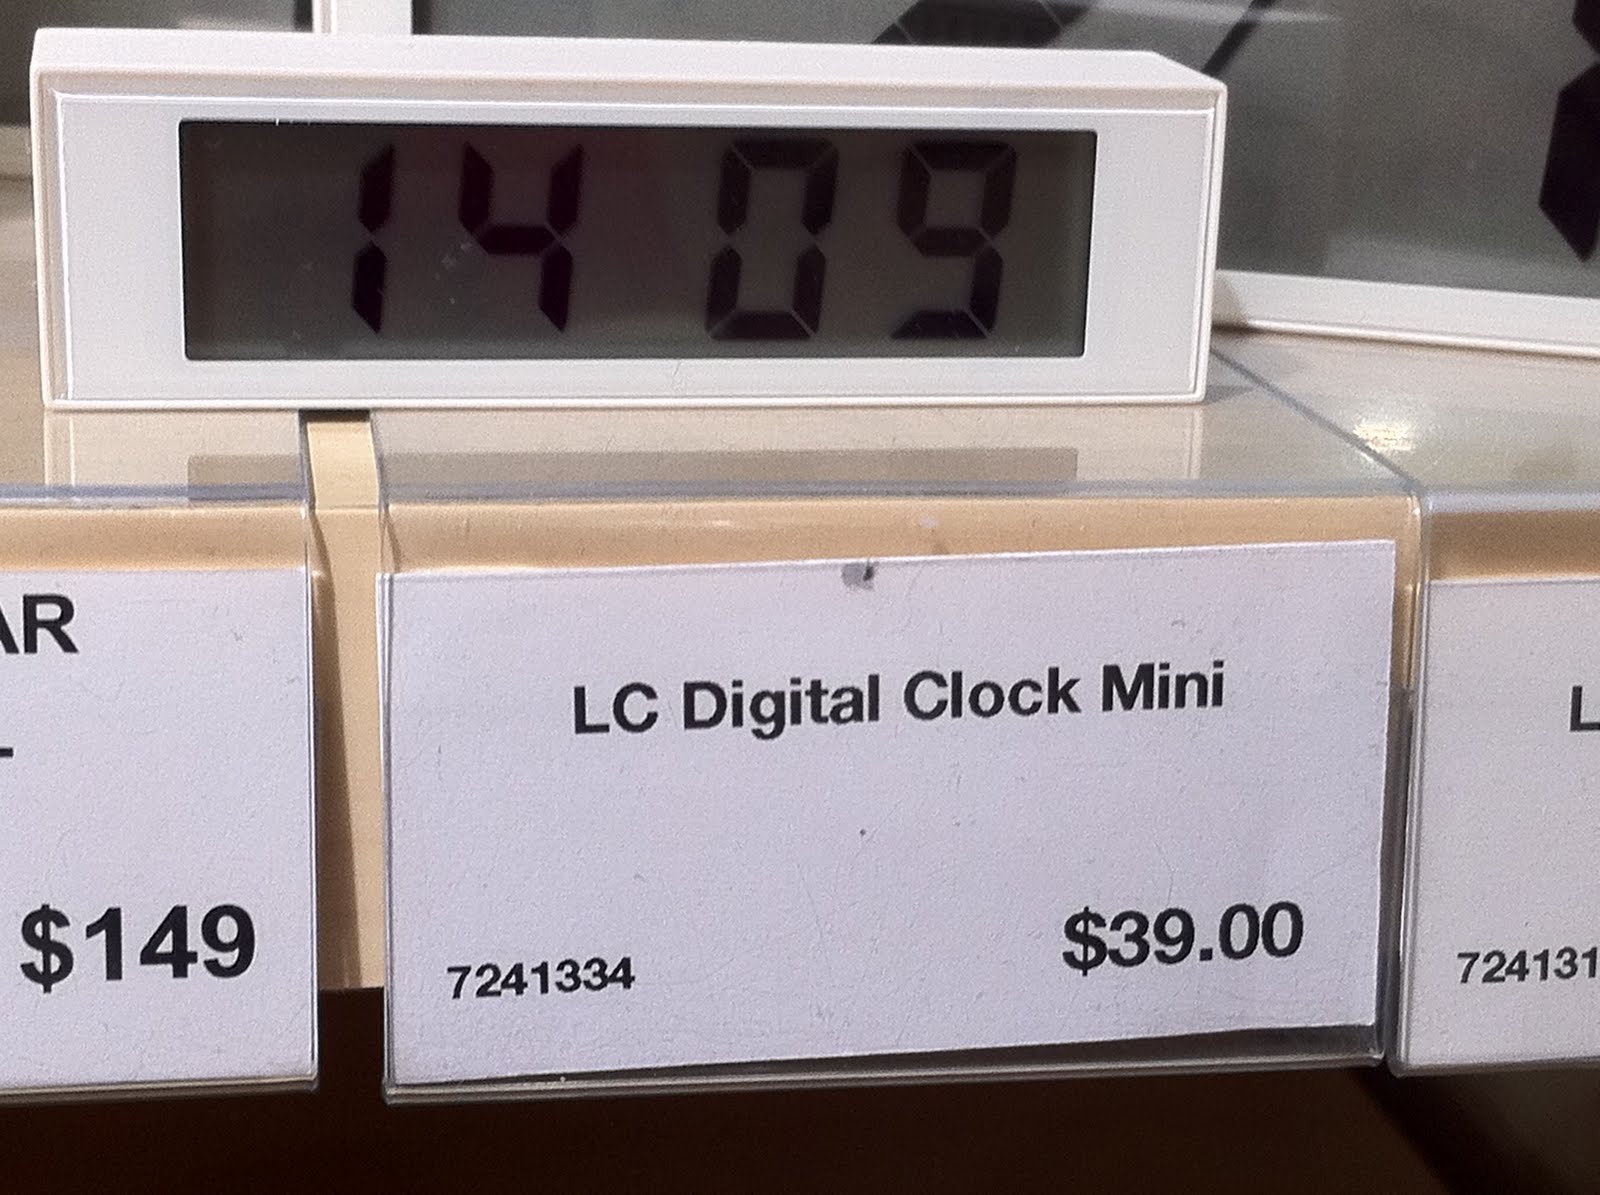 14 09
AR
$149
LC Digital Clock Mini
$39.00
7241334
L
724131